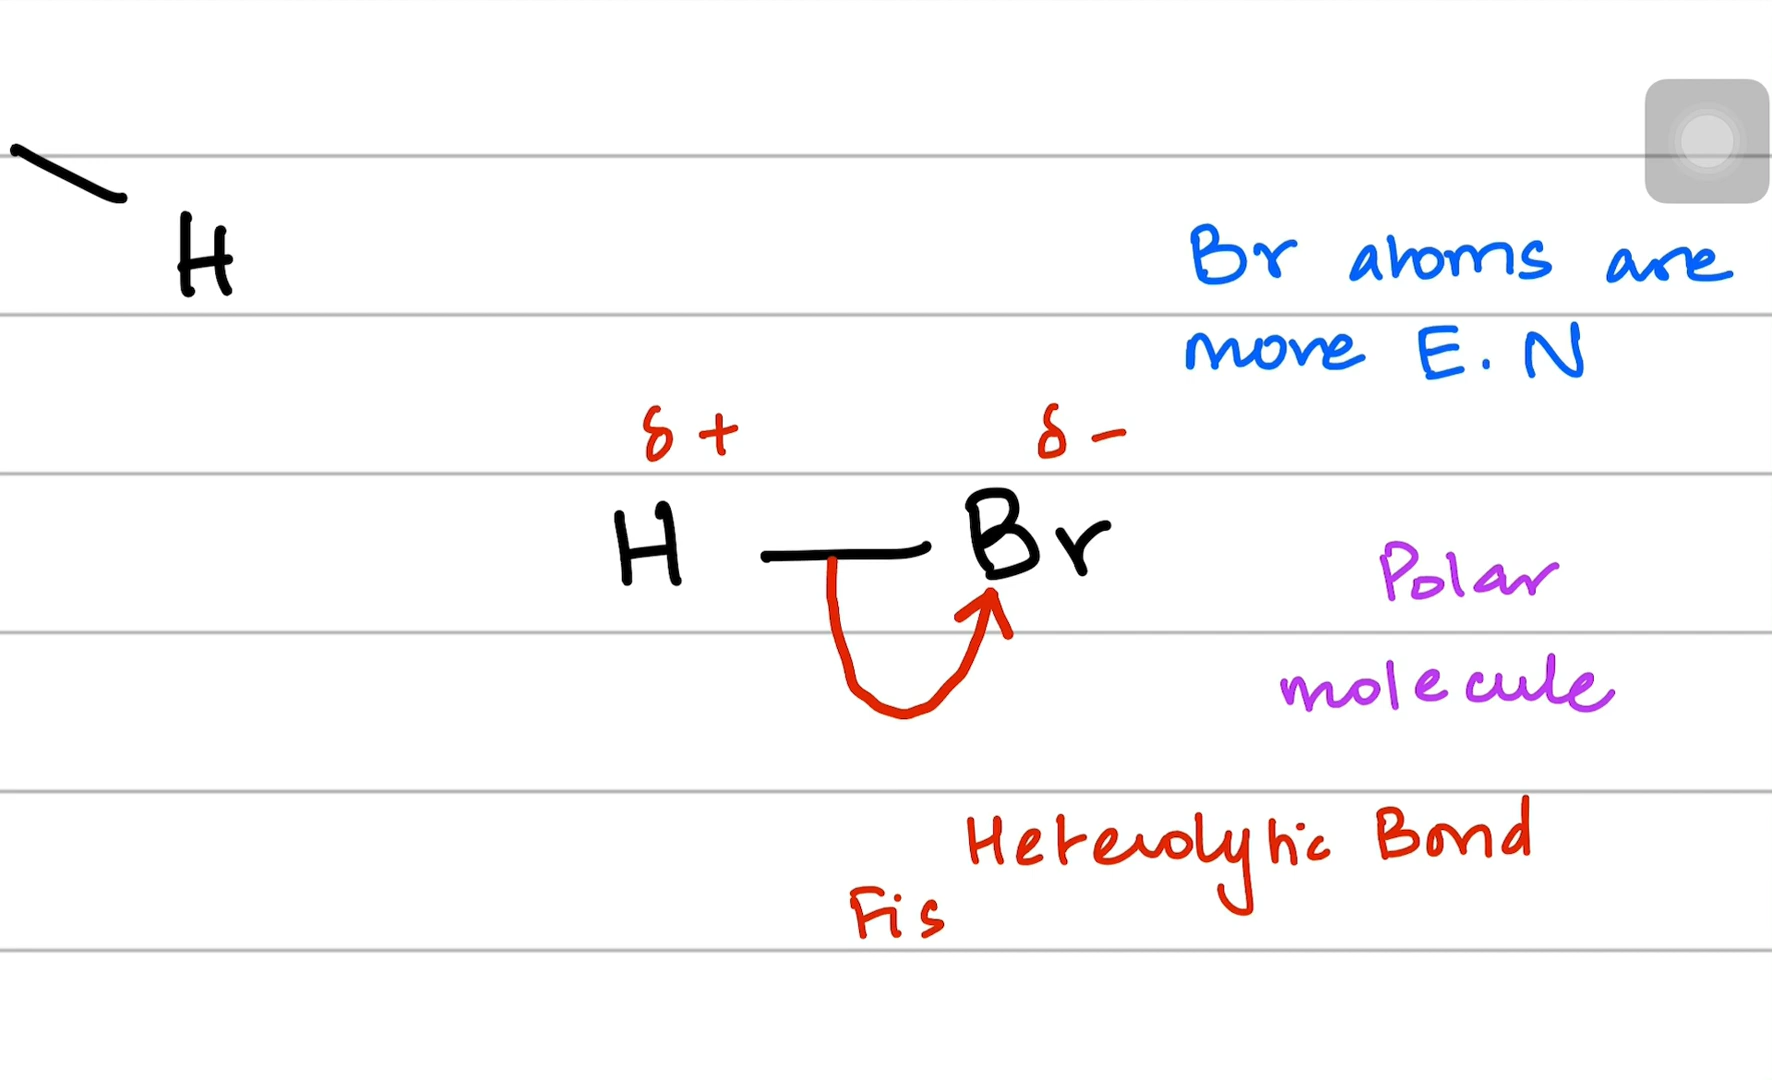 H
Br atoms are
more E.N
δ+ δ-
H — Br
Polar
molecule
Heterolytic Bond
Fis